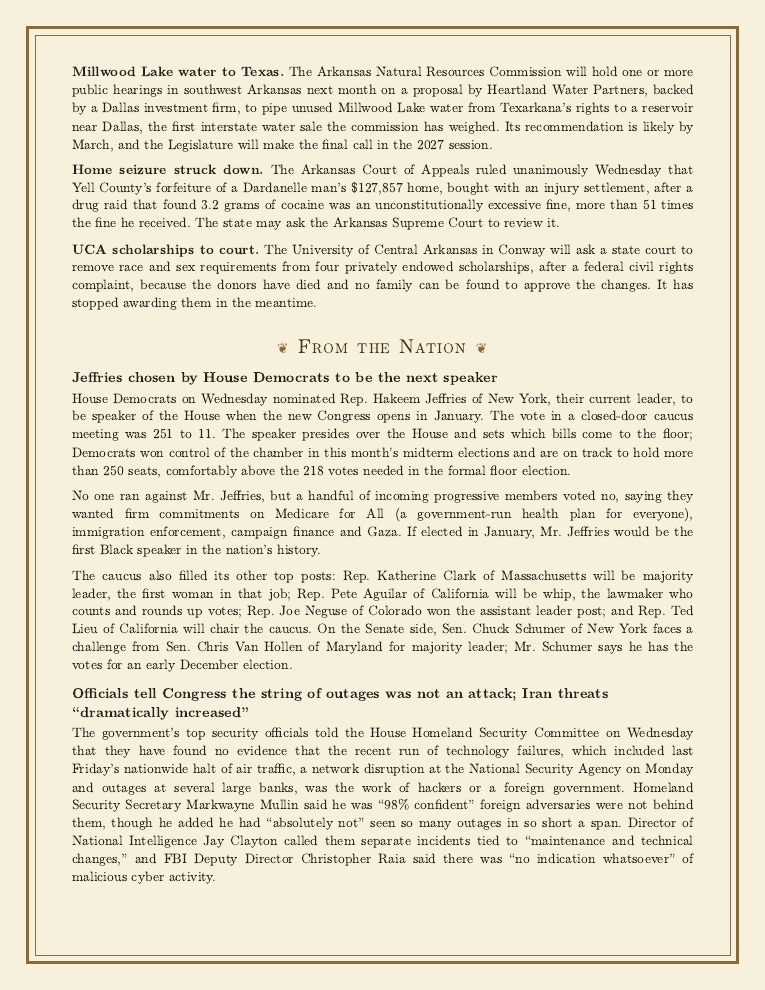 Millwood Lake water to Texas. The Arkansas Natural Resources Commission will hold one or more
public hearings in southwest Arkansas next month on a proposal by Heartland Water Partners, backed
by a Dallas investment firm, to pipe unused Millwood Lake water from Texarkana's rights to a reservoir
near Dallas, the first interstate water sale the commission has weighed. Its recommendation is likely by
March, and the Legislature will make the final call in the 2027 session.
Home seizure struck down. The Arkansas Court of Appeals ruled unanimously Wednesday that
Yell County's forfeiture of a Dardanelle man's $127,857 home, bought with an injury settlement, after a
drug raid that found 3.2 grams of cocaine was an unconstitutionally excessive fine, more than 51 times
the fine he received. The state may ask the Arkansas Supreme Court to review it.
UCA scholarships to court. The University of Central Arkansas in Conway will ask a state court to
remove race and sex requirements from four privately endowed scholarships, after a federal civil rights
complaint, because the donors have died and no family can be found to approve the changes. It has
stopped awarding them in the meantime.
❦ From the Nation ❦
Jeffries chosen by House Democrats to be the next speaker
House Democrats on Wednesday nominated Rep. Hakeem Jeffries of New York, their current leader, to
be speaker of the House when the new Congress opens in January. The vote in a closed-door caucus
meeting was 251 to 11. The speaker presides over the House and sets which bills come to the floor;
Democrats won control of the chamber in this month's midterm elections and are on track to hold more
than 250 seats, comfortably above the 218 votes needed in the formal floor election.
No one ran against Mr. Jeffries, but a handful of incoming progressive members voted no, saying they
wanted firm commitments on Medicare for All (a government-run health plan for everyone),
immigration enforcement, campaign finance and Gaza. If elected in January, Mr. Jeffries would be the
first Black speaker in the nation's history.
The caucus also filled its other top posts: Rep. Katherine Clark of Massachusetts will be majority
leader, the first woman in that job; Rep. Pete Aguilar of California will be whip, the lawmaker who
counts and rounds up votes; Rep. Joe Neguse of Colorado won the assistant leader post; and Rep. Ted
Lieu of California will chair the caucus. On the Senate side, Sen. Chuck Schumer of New York faces a
challenge from Sen. Chris Van Hollen of Maryland for majority leader; Mr. Schumer says he has the
votes for an early December election.
Officials tell Congress the string of outages was not an attack; Iran threats
“dramatically increased”
The government's top security officials told the House Homeland Security Committee on Wednesday
that they have found no evidence that the recent run of technology failures, which included last
Friday's nationwide halt of air traffic, a network disruption at the National Security Agency on Monday
and outages at several large banks, was the work of hackers or a foreign government. Homeland
Security Secretary Markwayne Mullin said he was “98% confident” foreign adversaries were not behind
them, though he added he had “absolutely not” seen so many outages in so short a span. Director of
National Intelligence Jay Clayton called them separate incidents tied to “maintenance and technical
changes,” and FBI Deputy Director Christopher Raia said there was “no indication whatsoever” of
malicious cyber activity.